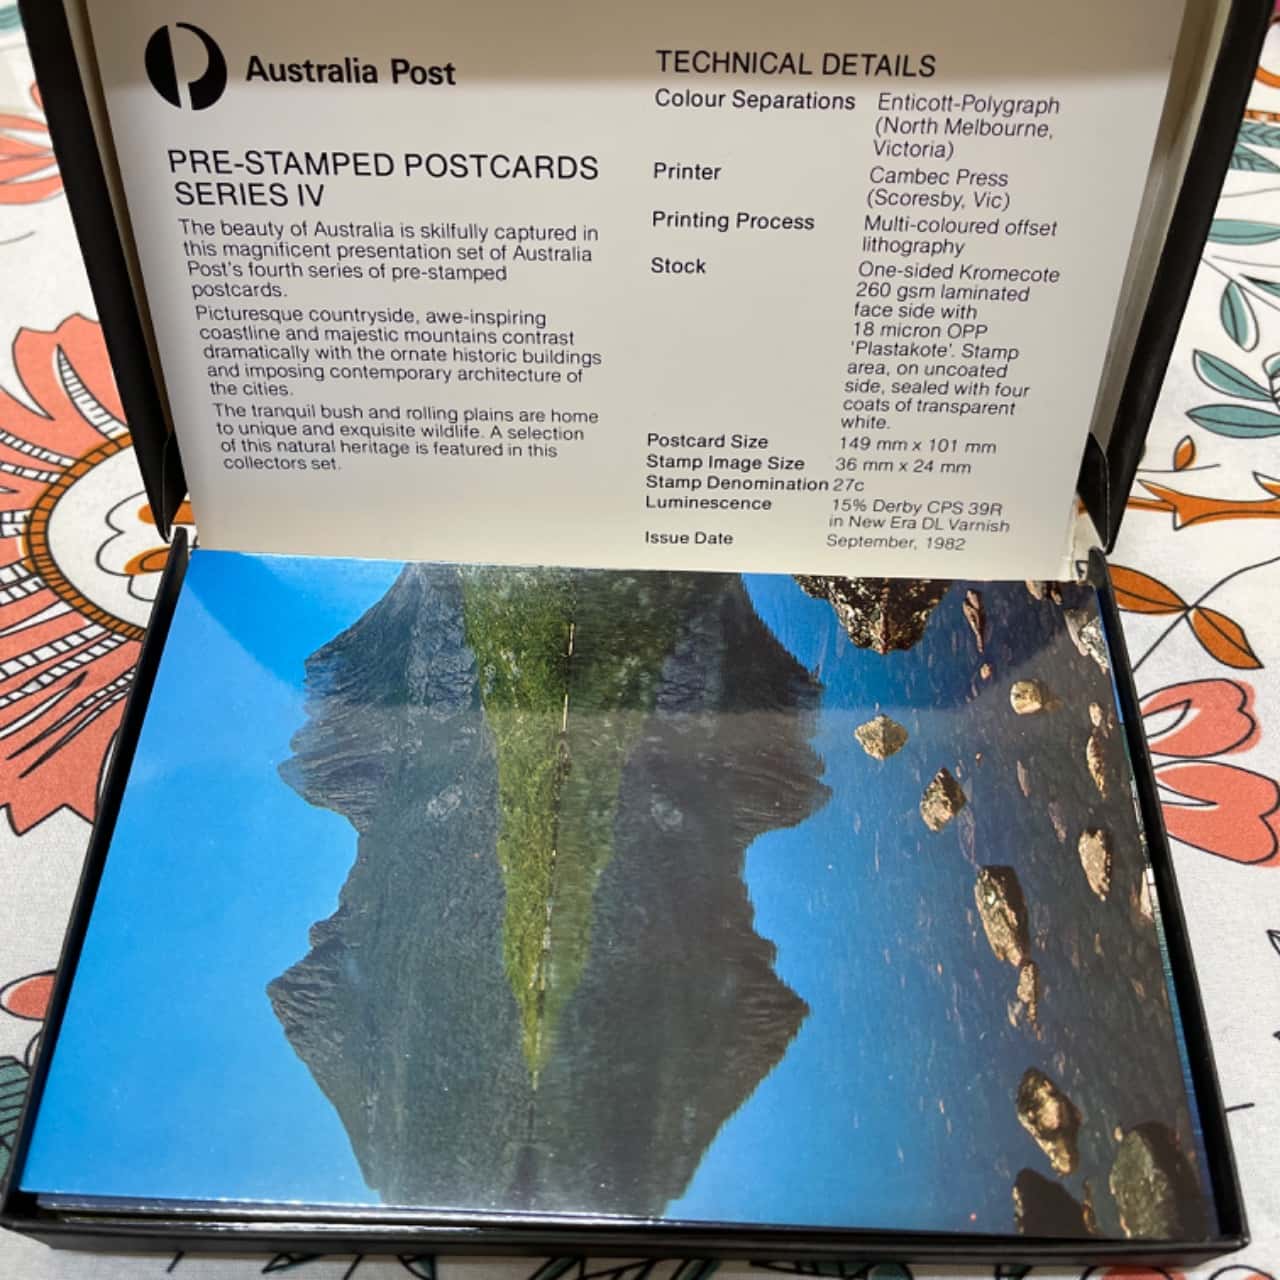 Australia Post
PRE-STAMPED POSTCARDS
SERIES IV
The beauty of Australia is skilfully captured in
this magnificent presentation set of Australia
Post's fourth series of pre-stamped
postcards.
Picturesque countryside, awe-inspiring
coastline and majestic mountains contrast
dramatically with the ornate historic buildings
and imposing contemporary architecture of
the cities.
The tranquil bush and rolling plains are home
to unique and exquisite wildlife. A selection
of this natural heritage is featured in this
collectors set.
TECHNICAL DETAILS
Colour Separations Enticott-Polygraph
(North Melbourne,
Victoria)
Printer Cambec Press
(Scoresby, Vic)
Printing Process Multi-coloured offset
lithography
Stock One-sided Kromecote
260 gsm laminated
face side with
18 micron OPP
'Plastakote'. Stamp
area, on uncoated
side, sealed with four
coats of transparent
white.
Postcard Size 149 mm x 101 mm
Stamp Image Size 36 mm x 24 mm
Stamp Denomination 27c
Luminescence 15% Derby CPS 39R
in New Era DL Varnish
Issue Date September, 1982